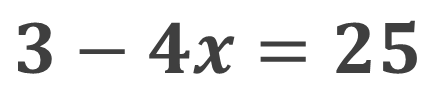 3 − 4x = 25